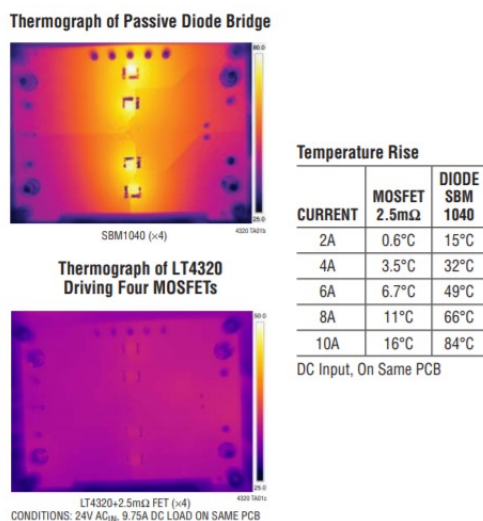 Thermograph of Passive Diode Bridge
80.0
25.0
4320 TA01b
SBM1040 (×4)
Thermograph of LT4320
Driving Four MOSFETs
50.0
25.0
4320 TA01c
LT4320+2.5mΩ FET (×4)
CONDITIONS: 24V AC_IN, 9.75A DC LOAD ON SAME PCB
Temperature Rise
CURRENT MOSFET 2.5mΩ DIODE SBM 1040
2A 0.6°C 15°C
4A 3.5°C 32°C
6A 6.7°C 49°C
8A 11°C 66°C
10A 16°C 84°C
DC Input, On Same PCB